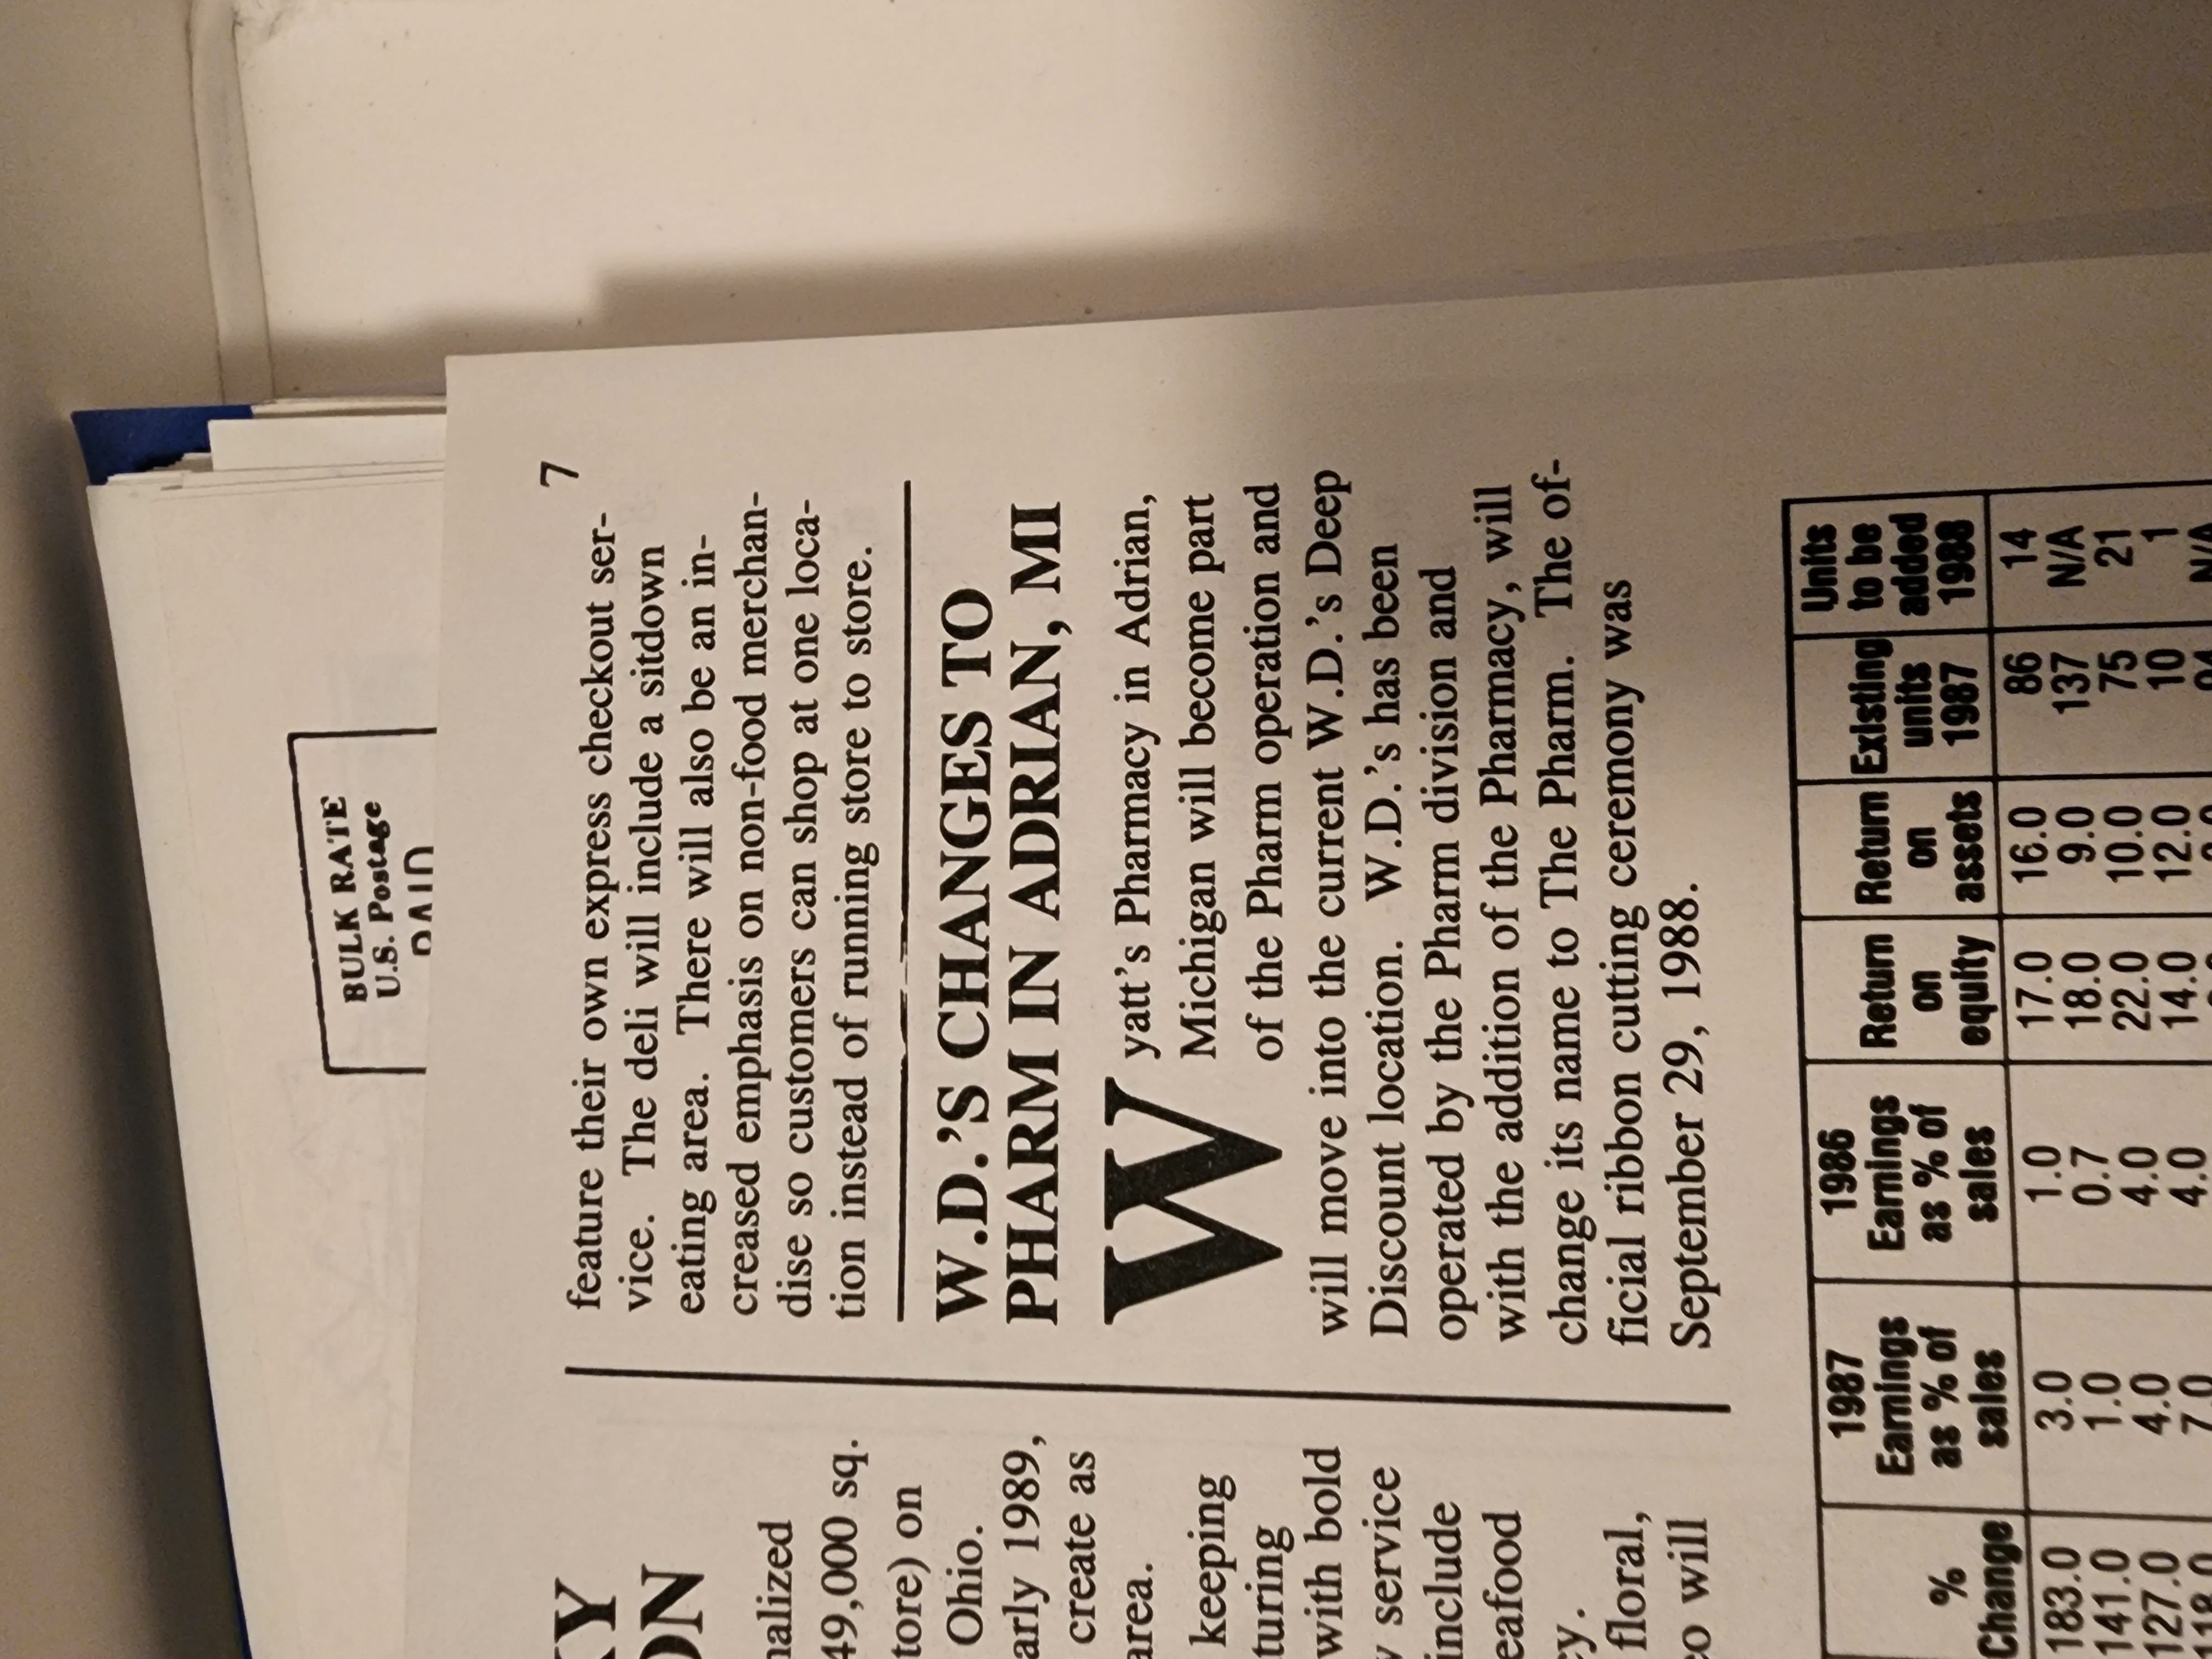 BULK RATE
U.S. Postage
7
feature their own express checkout ser-
vice. The deli will include a sitdown
eating area. There will also be an in-
creased emphasis on non-food merchan-
dise so customers can shop at one loca-
tion instead of running store to store.
W.D.'S CHANGES TO
PHARM IN ADRIAN, MI
Wyatt's Pharmacy in Adrian,
Michigan will become part
of the Pharm operation and
will move into the current W.D.'s Deep
Discount location. W.D.'s has been
operated by the Pharm division and
with the addition of the Pharmacy, will
change its name to The Pharm. The of-
ficial ribbon cutting ceremony was
September 29, 1988.
49,000 sq.
on
Ohio.
1989,
create as
area.
keeping
with bold
service
include
floral,
will
% Change 1987 Earnings as % of sales 1986 Earnings as % of sales Return on equity Return on assets Existing units 1987 Units to be added 1988
183.0 3.0 1.0 17.0 16.0 86 14
141.0 1.0 0.7 18.0 9.0 137 N/A
127.0 4.0 4.0 22.0 10.0 75 21
7.0 4.0 14.0 12.0 10 1
N/A